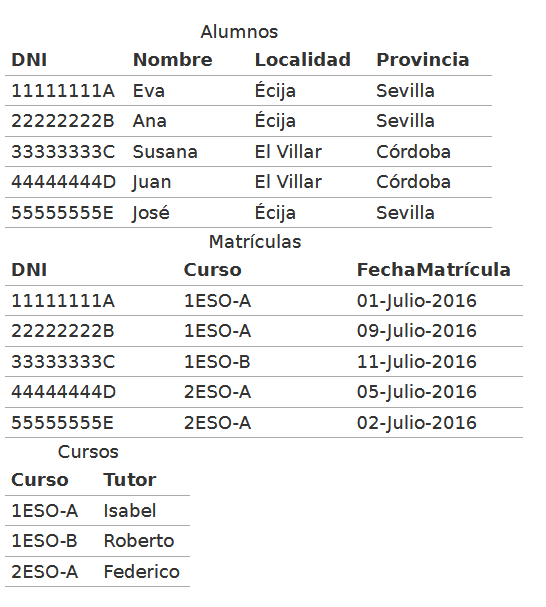 Alumnos
DNI Nombre Localidad Provincia
11111111A Eva Écija Sevilla
22222222B Ana Écija Sevilla
33333333C Susana El Villar Córdoba
44444444D Juan El Villar Córdoba
55555555E José Écija Sevilla
Matrículas
DNI Curso FechaMatrícula
11111111A 1ESO-A 01-Julio-2016
22222222B 1ESO-A 09-Julio-2016
33333333C 1ESO-B 11-Julio-2016
44444444D 2ESO-A 05-Julio-2016
55555555E 2ESO-A 02-Julio-2016
Cursos
Curso Tutor
1ESO-A Isabel
1ESO-B Roberto
2ESO-A Federico